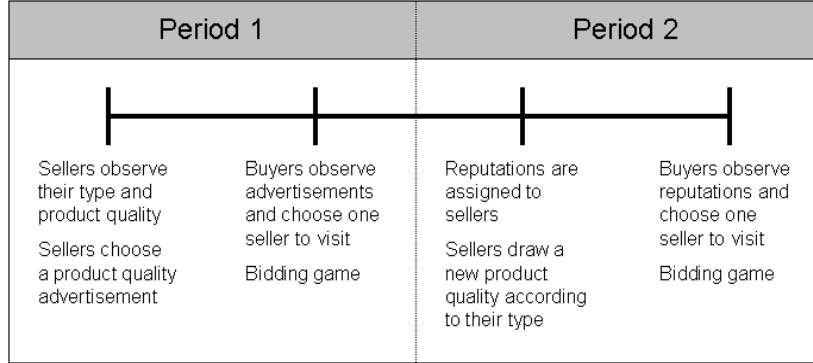 Period 1
Period 2
Sellers observe
their type and
product quality
Sellers choose
a product quality
advertisement
Buyers observe
advertisements
and choose one
seller to visit
Bidding game
Reputations are
assigned to
sellers
Sellers draw a
new product
quality according
to their type
Buyers observe
reputations and
choose one
seller to visit
Bidding game